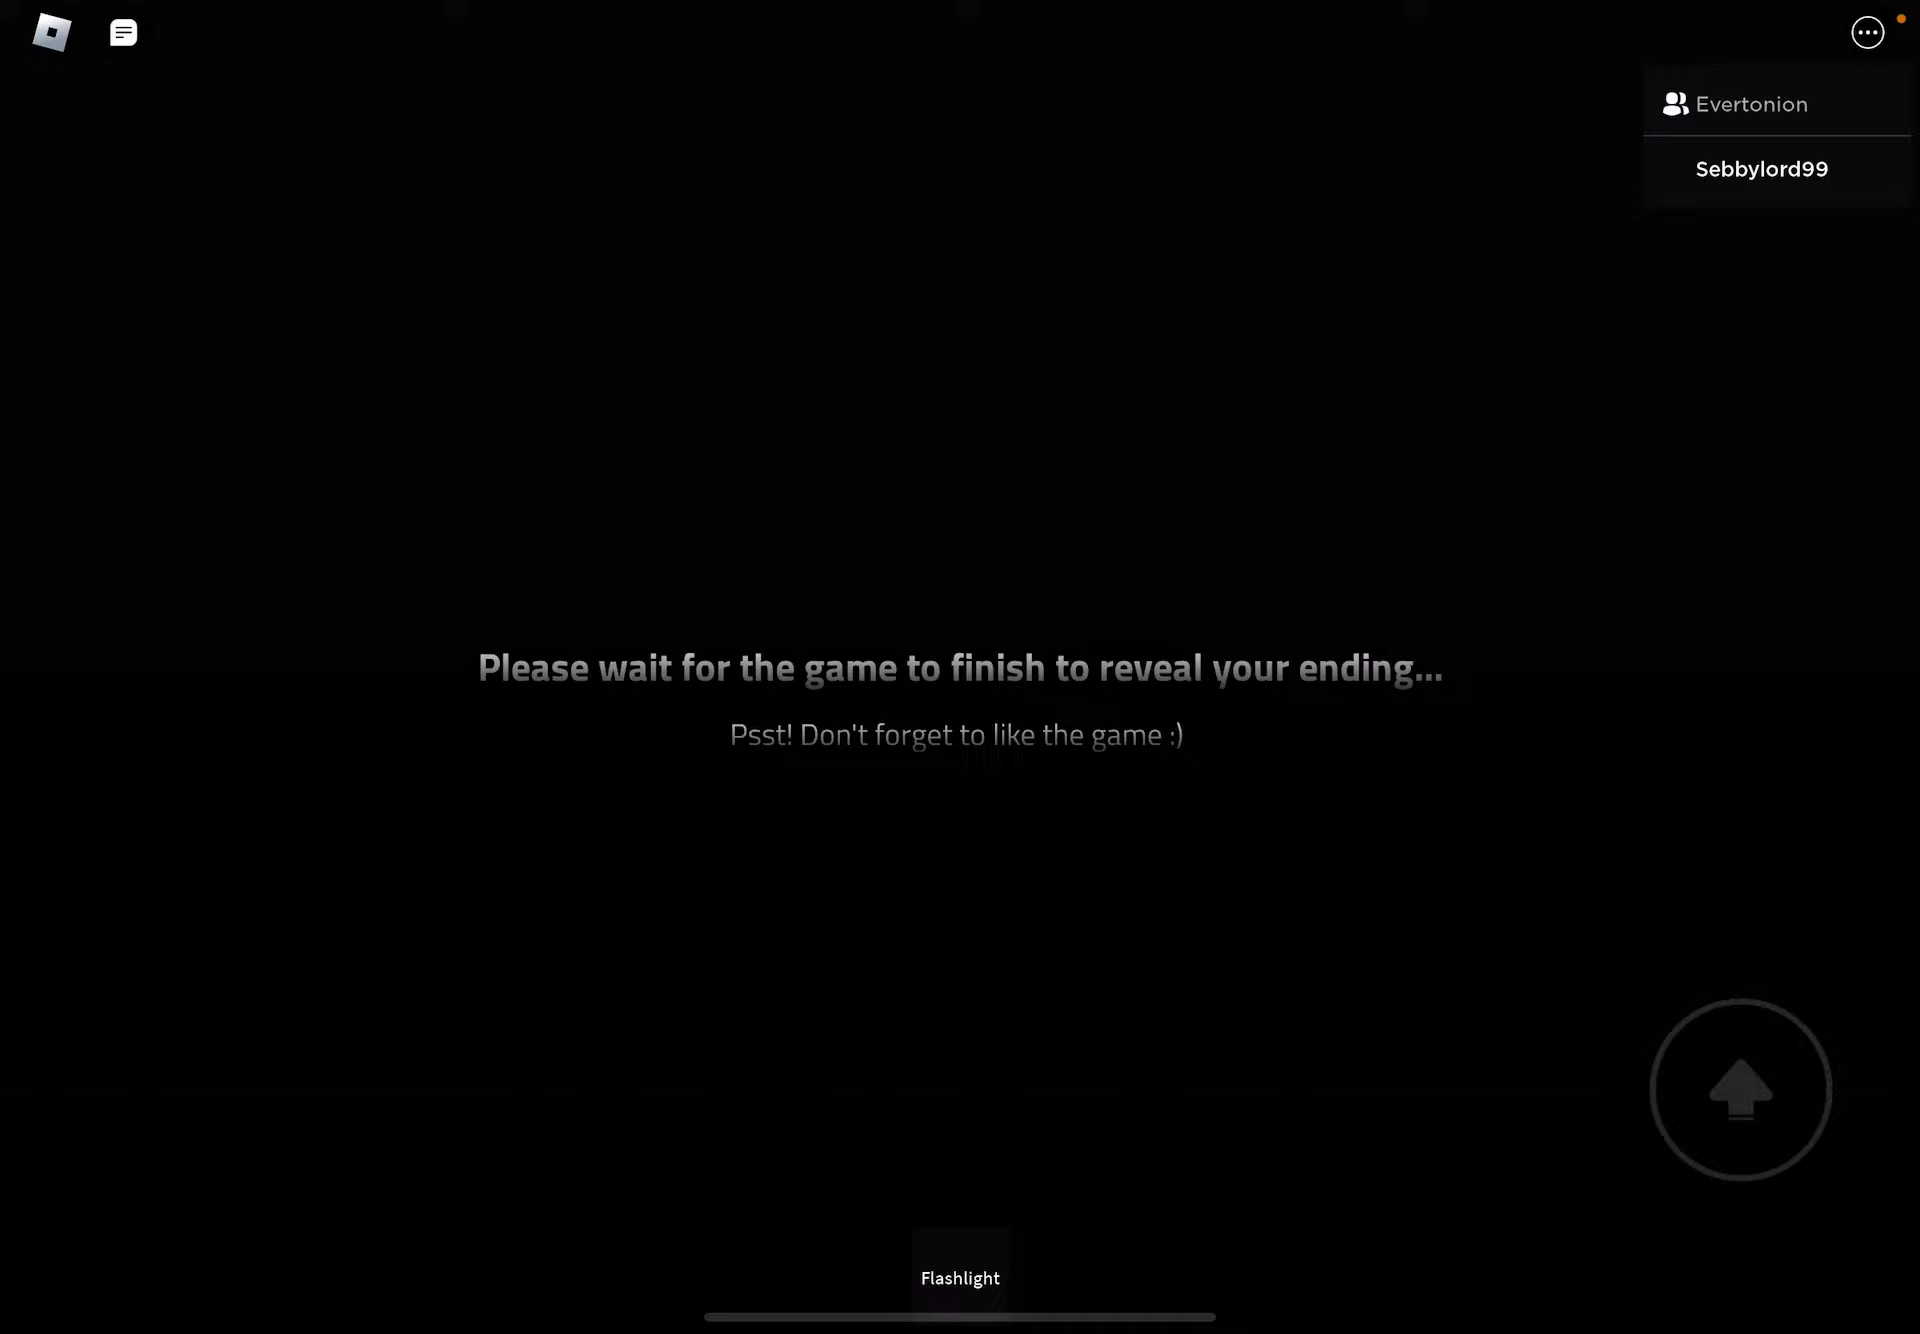 Evertonion
Sebbylord99
Please wait for the game to finish to reveal your ending...
Psst! Don't forget to like the game :)
Flashlight